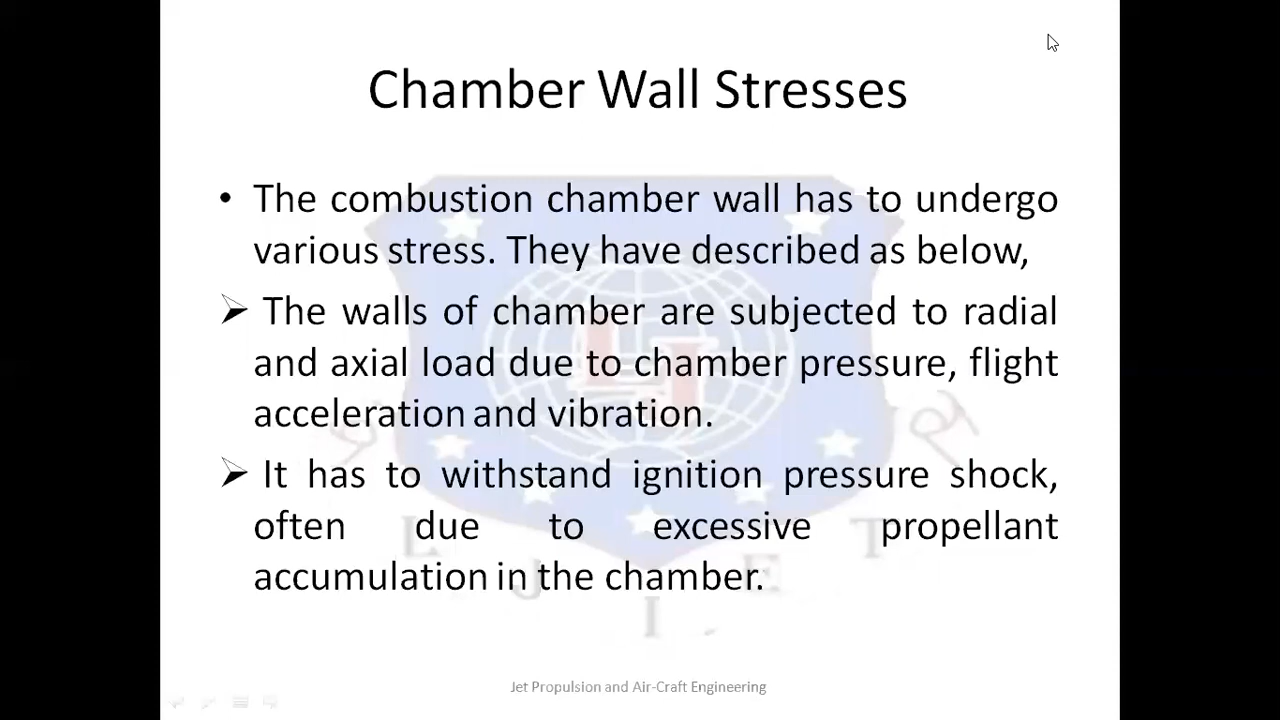 Chamber Wall Stresses
• The combustion chamber wall has to undergo
various stress. They have described as below,
➢ The walls of chamber are subjected to radial
and axial load due to chamber pressure, flight
acceleration and vibration.
➢ It has to withstand ignition pressure shock,
often due to excessive propellant
accumulation in the chamber.
L J I E T
Jet Propulsion and Air-Craft Engineering